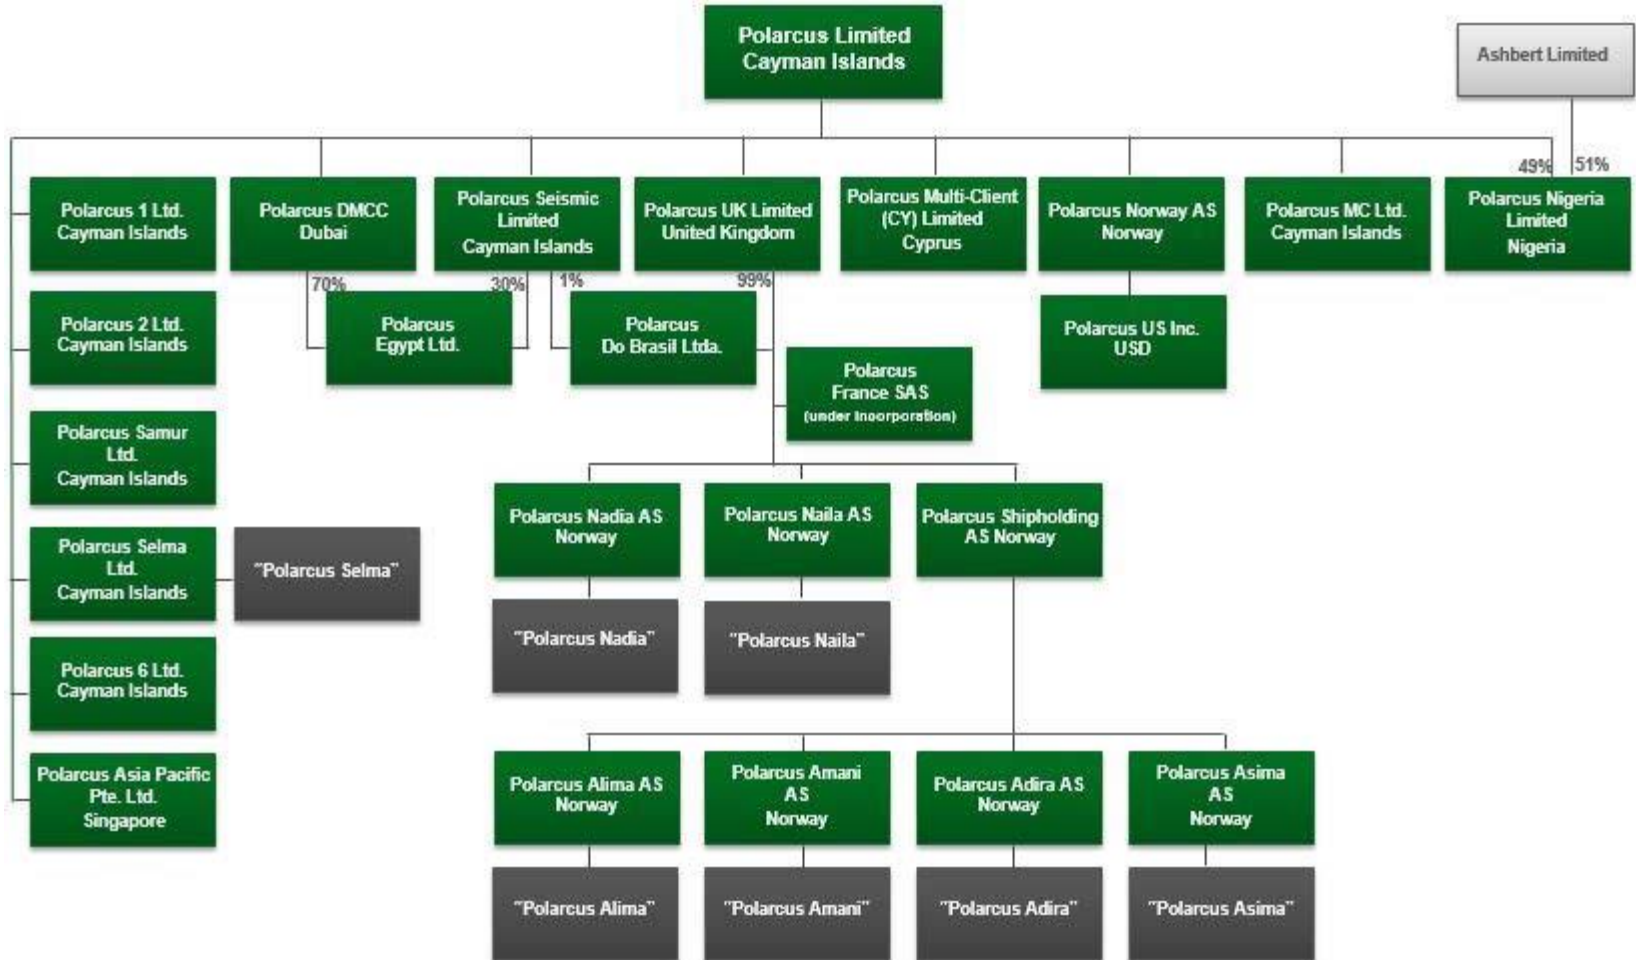 Polarcus Limited
Cayman Islands
Ashbert Limited
49%
51%
Polarcus 1 Ltd.
Cayman Islands
Polarcus DMCC
Dubai
Polarcus Seismic
Limited
Cayman Islands
Polarcus UK Limited
United Kingdom
Polarcus Multi-Client
(CY) Limited
Cyprus
Polarcus Norway AS
Norway
Polarcus MC Ltd.
Cayman Islands
Polarcus Nigeria
Limited
Nigeria
70%
30%
1%
99%
Polarcus 2 Ltd.
Cayman Islands
Polarcus
Egypt Ltd.
Polarcus
Do Brasil Ltda.
Polarcus US Inc.
USD
Polarcus
France SAS
(under incorporation)
Polarcus Samur
Ltd.
Cayman Islands
Polarcus Nadia AS
Norway
Polarcus Naila AS
Norway
Polarcus Shipholding
AS Norway
Polarcus Selma
Ltd.
Cayman Islands
"Polarcus Selma"
"Polarcus Nadia"
"Polarcus Naila"
Polarcus 6 Ltd.
Cayman Islands
Polarcus Asia Pacific
Pte. Ltd.
Singapore
Polarcus Alima AS
Norway
Polarcus Amani
AS
Norway
Polarcus Adira AS
Norway
Polarcus Asima
AS
Norway
"Polarcus Alima"
"Polarcus Amani"
"Polarcus Adira"
"Polarcus Asima"